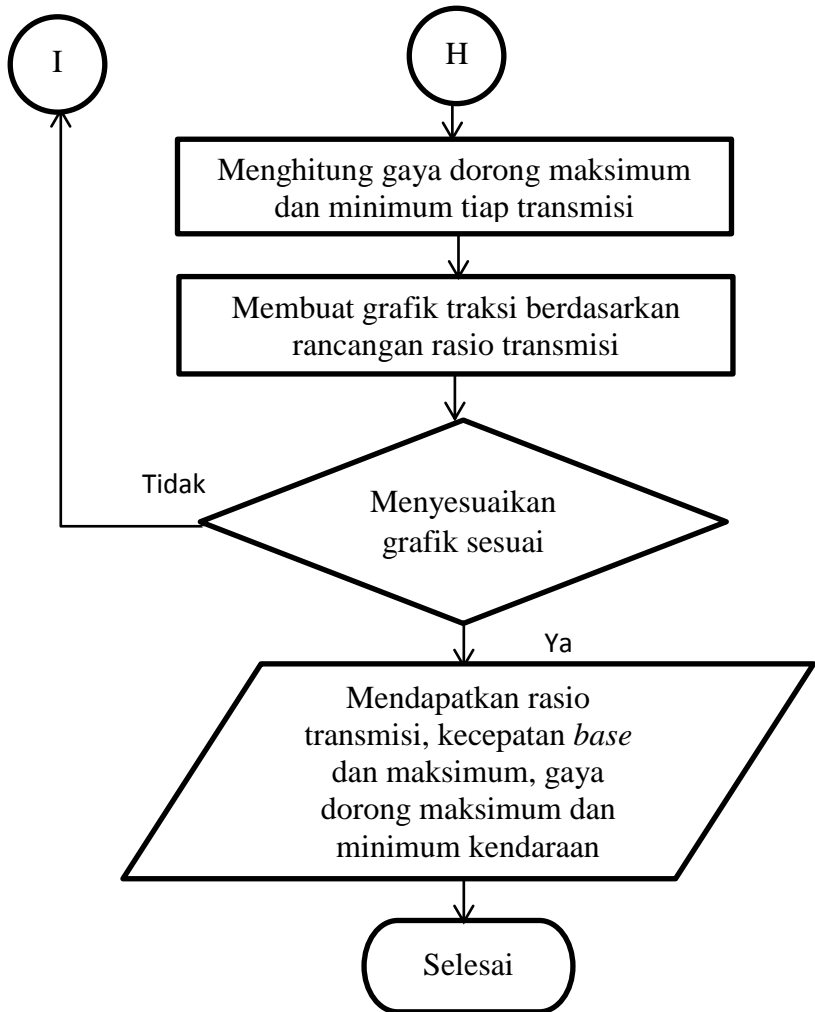 I
H
Menghitung gaya dorong maksimum
dan minimum tiap transmisi
Membuat grafik traksi berdasarkan
rancangan rasio transmisi
Tidak
Menyesuaikan
grafik sesuai
Ya
Mendapatkan rasio
transmisi, kecepatan base
dan maksimum, gaya
dorong maksimum dan
minimum kendaraan
Selesai